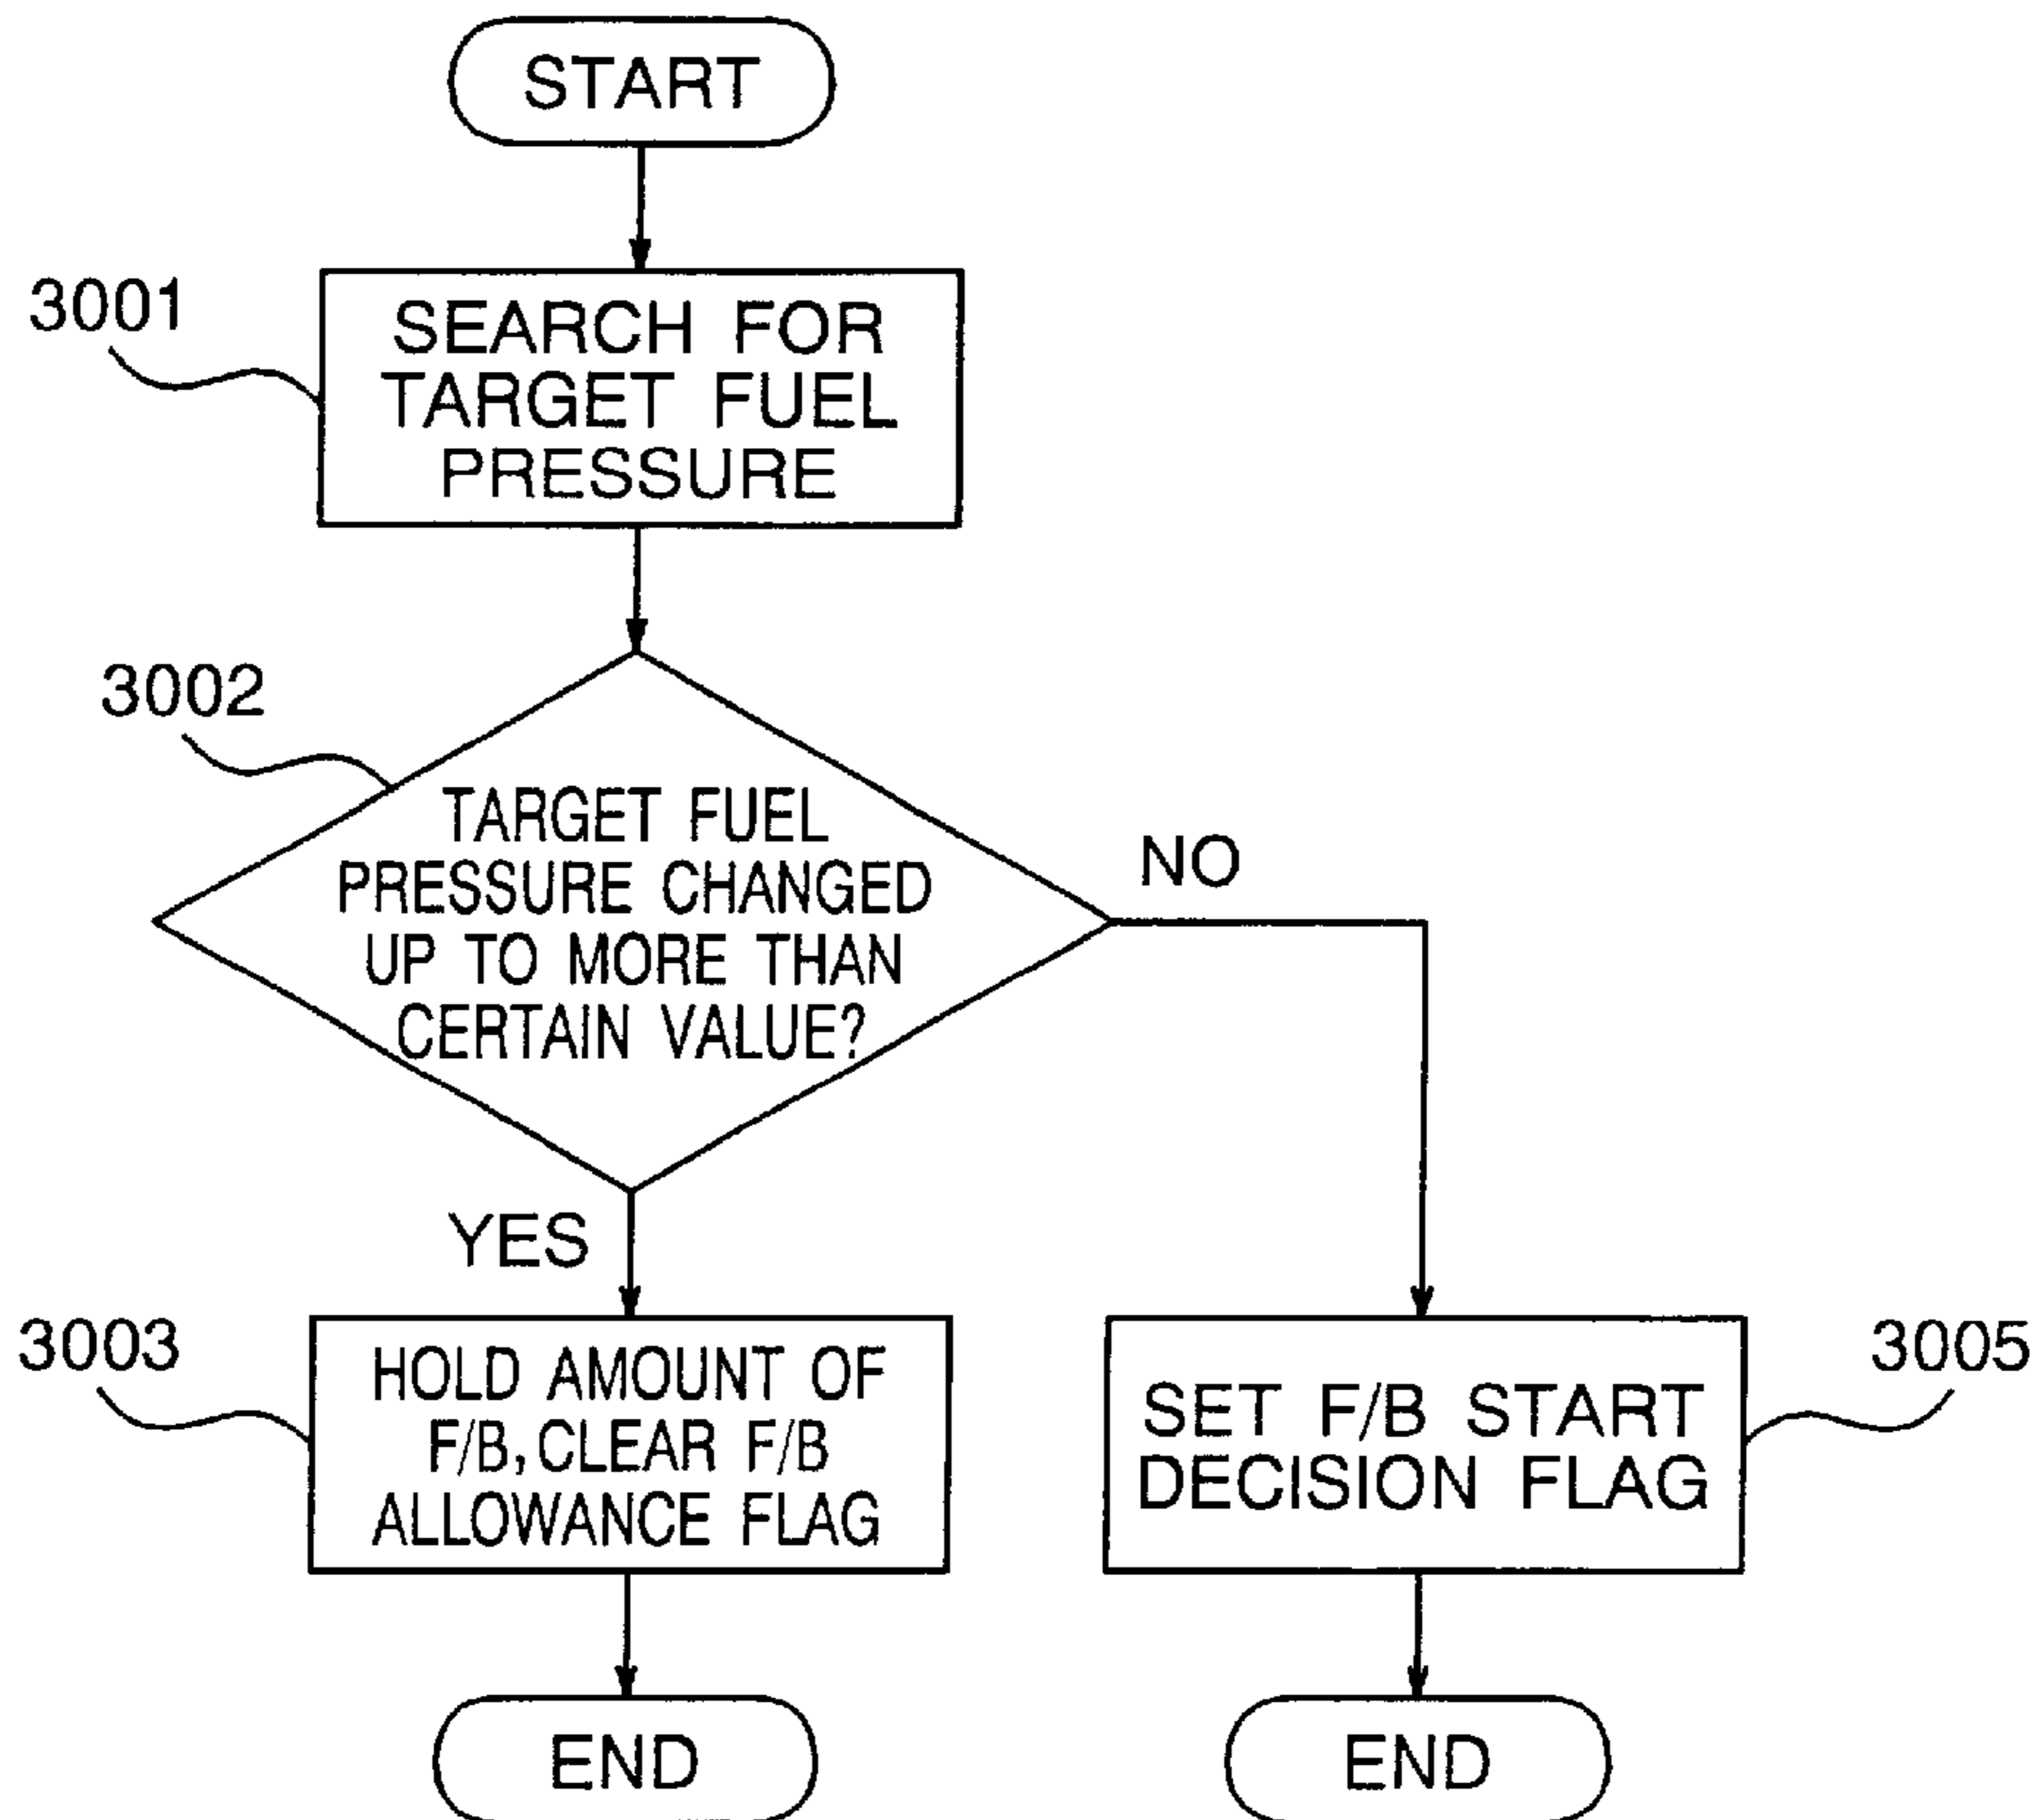 START
3001
SEARCH FOR
TARGET FUEL
PRESSURE
3002
TARGET FUEL
PRESSURE CHANGED
UP TO MORE THAN
CERTAIN VALUE?
NO
YES
3003
HOLD AMOUNT OF
F/B, CLEAR F/B
ALLOWANCE FLAG
SET F/B START
DECISION FLAG
3005
END
END